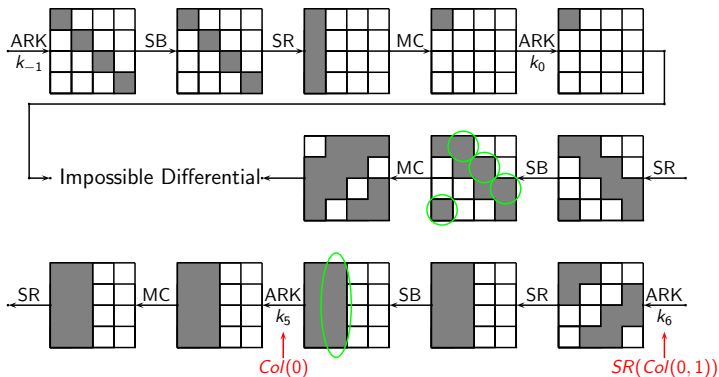 ARK SB SR MC ARK
k₋₁ k₀
Impossible Differential MC SB SR
SR MC ARK SB SR ARK
k₅ k₆
Col(0) SR(Col(0, 1))